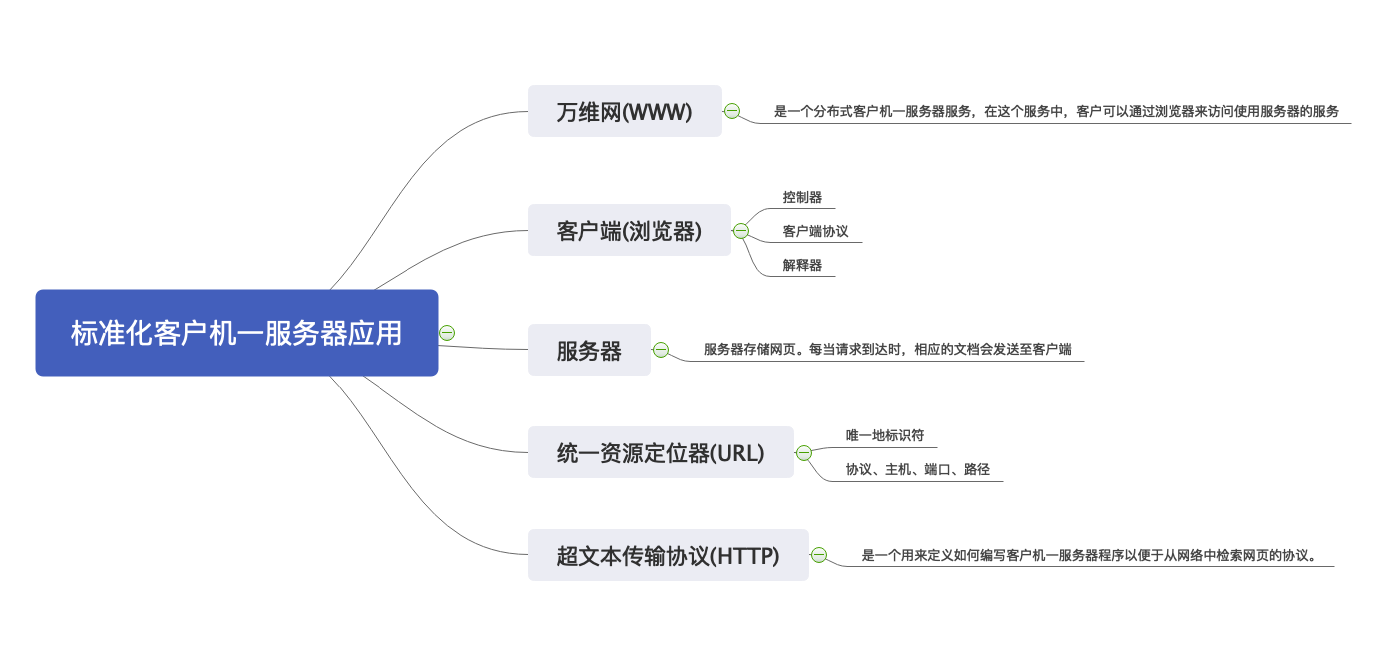 标准化客户机一服务器应用
万维网(WWW)
是一个分布式客户机一服务器服务，在这个服务中，客户可以通过浏览器来访问使用服务器的服务
客户端(浏览器)
控制器
客户端协议
解释器
服务器
服务器存储网页。每当请求到达时，相应的文档会发送至客户端
统一资源定位器(URL)
唯一地标识符
协议、主机、端口、路径
超文本传输协议(HTTP)
是一个用来定义如何编写客户机一服务器程序以便于从网络中检索网页的协议。